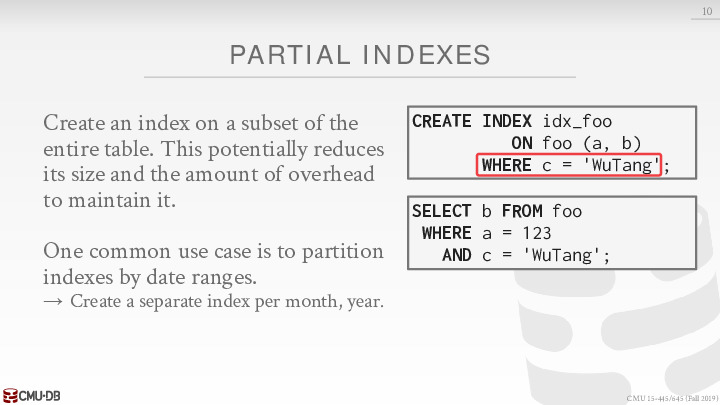 10
PARTIAL INDEXES
Create an index on a subset of the
entire table. This potentially reduces
its size and the amount of overhead
to maintain it.
One common use case is to partition
indexes by date ranges.
→ Create a separate index per month, year.
CREATE INDEX idx_foo
ON foo (a, b)
WHERE c = 'WuTang';
SELECT b FROM foo
WHERE a = 123
AND c = 'WuTang';
CMU·DB
CMU 15-445/645 (Fall 2019)